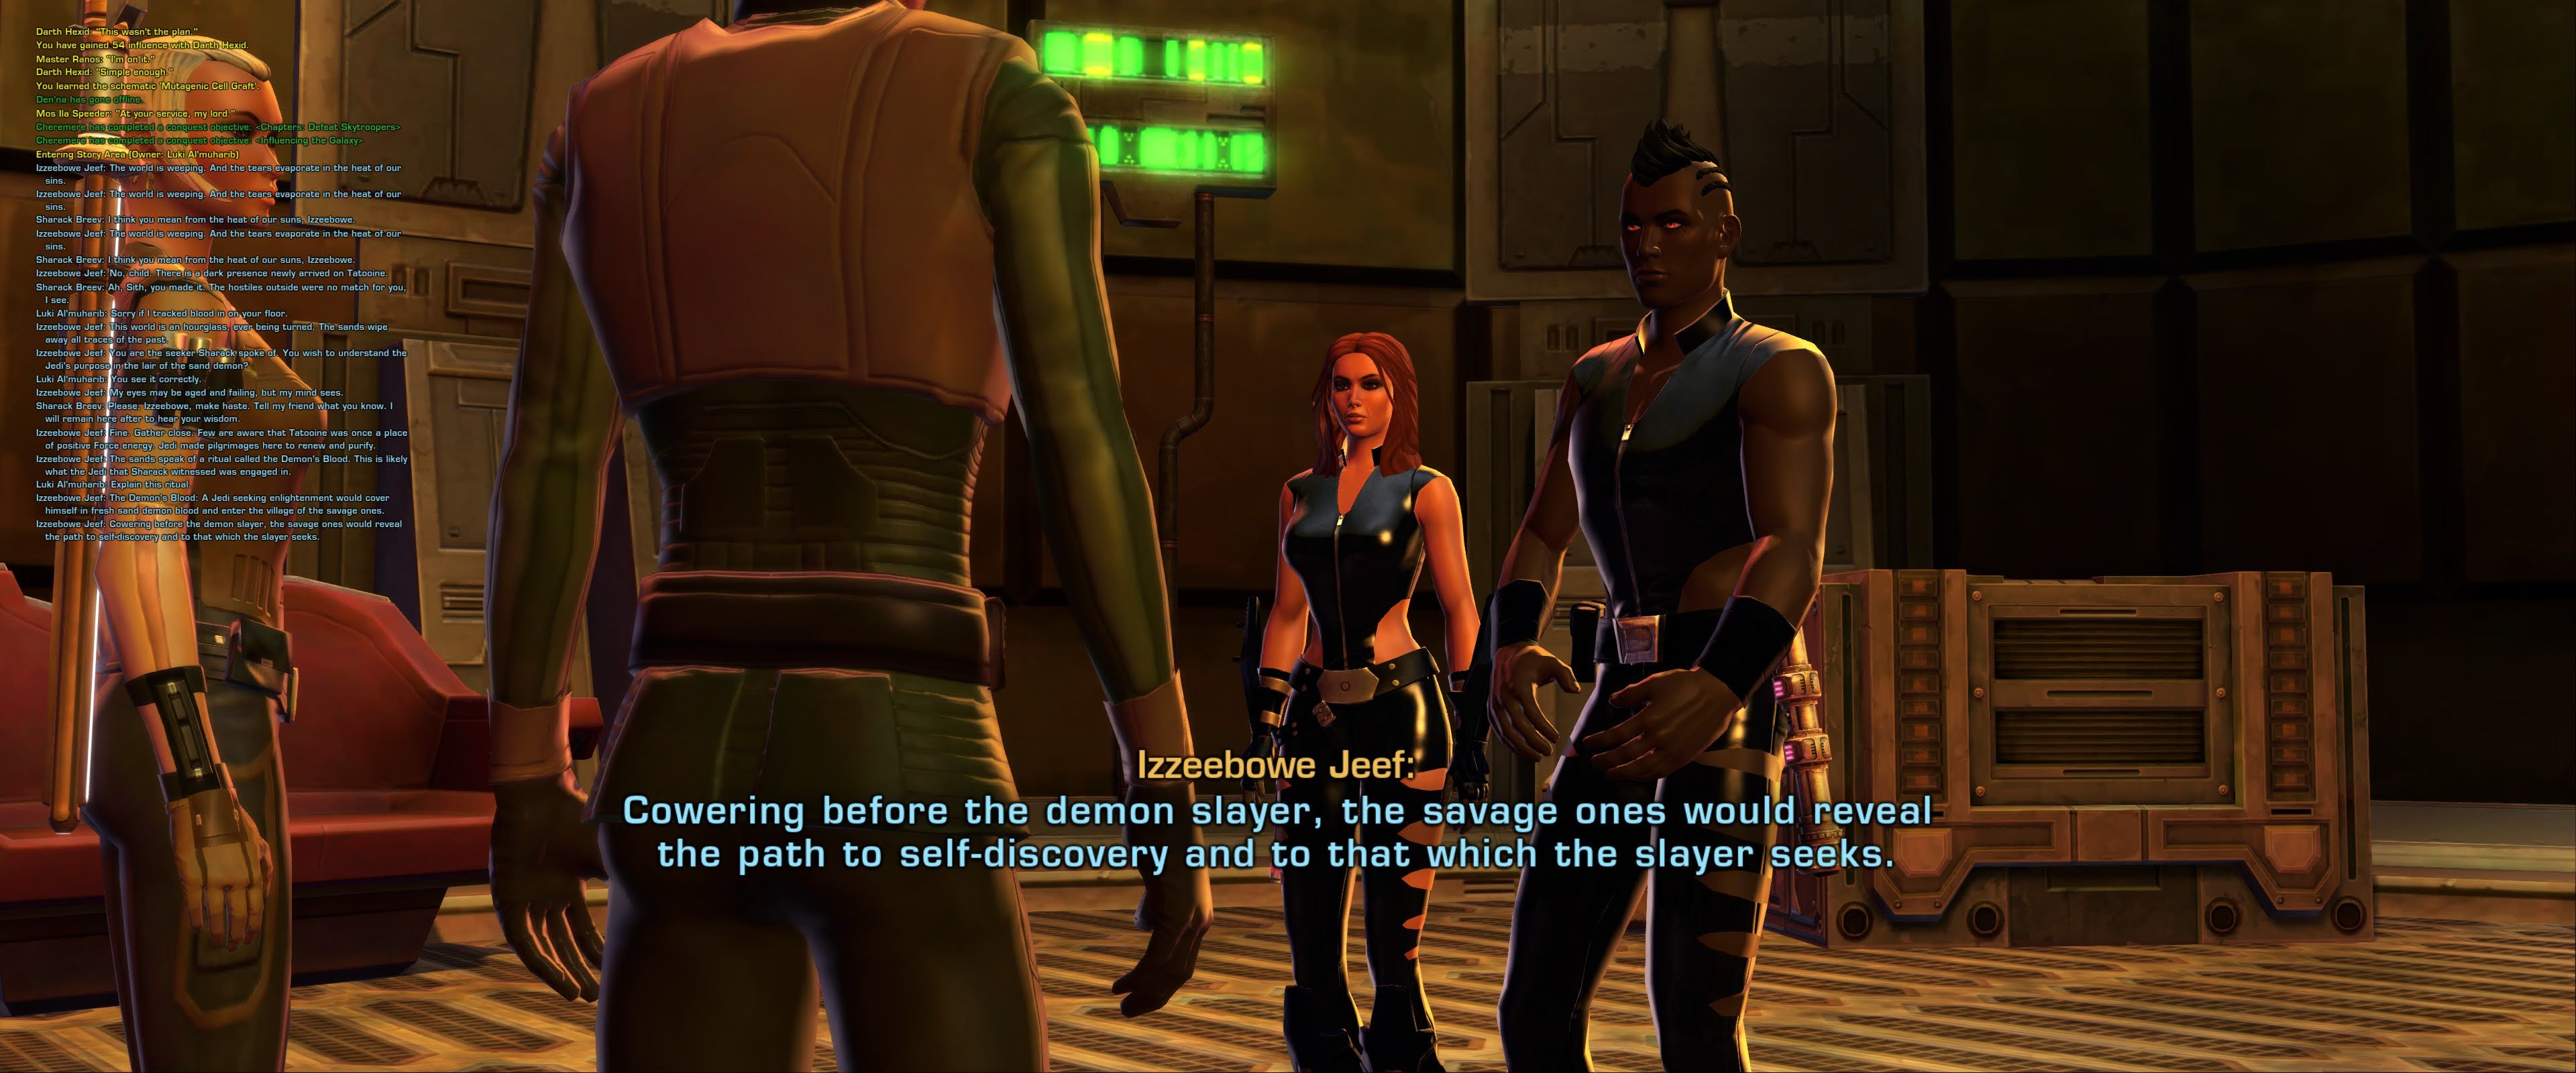 Darth Hexid: "This wasn't the plan."
You have gained 54 influence with Darth Hexid.
Master Ranos: "I'm on it."
Darth Hexid: "Simple enough."
You learned the schematic 'Mutagenic Cell Graft'.
Den'na has gone offline.
Mos Ila Speeder: "At your service, my lord."
Cheremere has completed a conquest objective: <Chapters: Defeat Skytroopers>
Cheremere has completed a conquest objective: <Influencing the Galaxy>
Entering Story Area (Owner: Luki Al'muharib)
Izzeebowe Jeef: The world is weeping. And the tears evaporate in the heat of our
sins.
Izzeebowe Jeef: The world is weeping. And the tears evaporate in the heat of our
sins.
Sharack Breev: I think you mean from the heat of our suns, Izzeebowe.
Izzeebowe Jeef: The world is weeping. And the tears evaporate in the heat of our
sins.
Sharack Breev: I think you mean from the heat of our suns, Izzeebowe.
Izzeebowe Jeef: No, child. There is a dark presence newly arrived on Tatooine.
Sharack Breev: Ah, Sith, you made it. The hostiles outside were no match for you,
I see.
Luki Al'muharib: Sorry if I tracked blood in on your floor.
Izzeebowe Jeef: This world is an hourglass, ever being turned. The sands wipe
away all traces of the past.
Izzeebowe Jeef: You are the seeker Sharack spoke of. You wish to understand the
Jedi's purpose in the lair of the sand demon?
Luki Al'muharib: You see it correctly.
Izzeebowe Jeef: My eyes may be aged and failing, but my mind sees.
Sharack Breev: Please, Izzeebowe, make haste. Tell my friend what you know. I
will remain here after to hear your wisdom.
Izzeebowe Jeef: Fine. Gather close. Few are aware that Tatooine was once a place
of positive Force energy. Jedi made pilgrimages here to renew and purify.
Izzeebowe Jeef: The sands speak of a ritual called the Demon's Blood. This is likely
what the Jedi that Sharack witnessed was engaged in.
Luki Al'muharib: Explain this ritual.
Izzeebowe Jeef: The Demon's Blood: A Jedi seeking enlightenment would cover
himself in fresh sand demon blood and enter the village of the savage ones.
Izzeebowe Jeef: Cowering before the demon slayer, the savage ones would reveal
the path to self-discovery and to that which the slayer seeks.
Izzeebowe Jeef:
Cowering before the demon slayer, the savage ones would reveal
the path to self-discovery and to that which the slayer seeks.